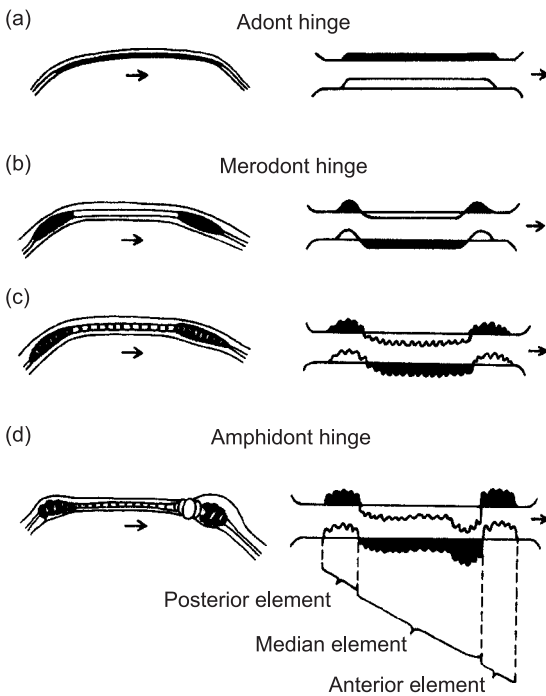 (a)
Adont hinge
(b)
Merodont hinge
(c)
(d)
Amphidont hinge
Posterior element
Median element
Anterior element